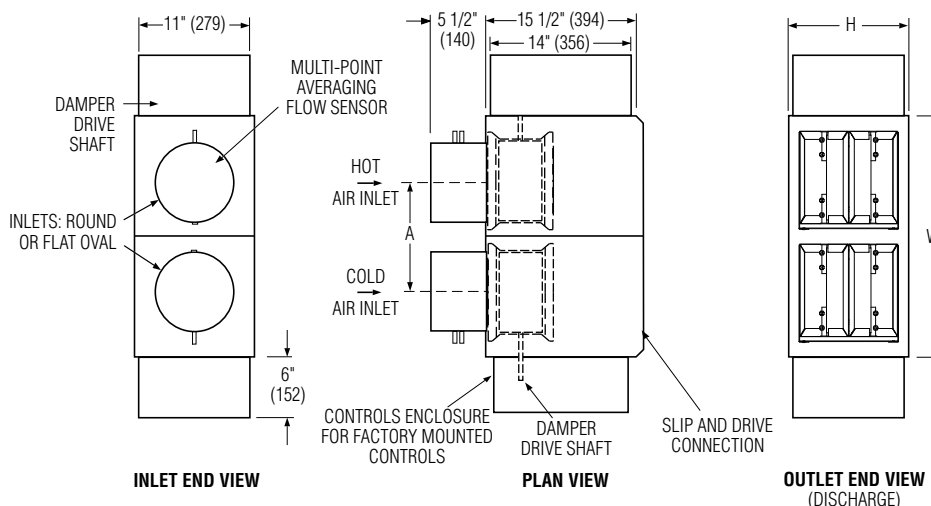 11" (279)
MULTI-POINT
AVERAGING
FLOW SENSOR
DAMPER
DRIVE
SHAFT
INLETS: ROUND
OR FLAT OVAL
6"
(152)
INLET END VIEW
5 1/2"
(140)
15 1/2" (394)
14" (356)
HOT
AIR INLET
A
COLD
AIR INLET
CONTROLS ENCLOSURE
FOR FACTORY MOUNTED
CONTROLS
DAMPER
DRIVE SHAFT
SLIP AND DRIVE
CONNECTION
PLAN VIEW
H
W
OUTLET END VIEW
(DISCHARGE)